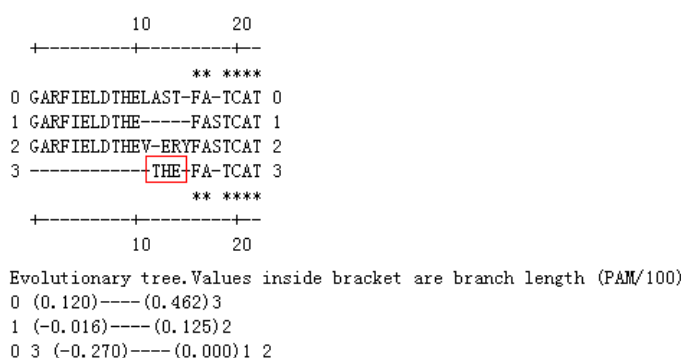 10 20
+---------+---------+--
** ****
0 GARFIELDTHELAST-FA-TCAT 0
1 GARFIELDTHE-----FASTCAT 1
2 GARFIELDTHEV-ERYFASTCAT 2
3 ------------THE-FA-TCAT 3
** ****
+---------+---------+--
10 20
Evolutionary tree.Values inside bracket are branch length (PAM/100)
0 (0.120)----(0.462)3
1 (-0.016)----(0.125)2
0 3 (-0.270)----(0.000)1 2